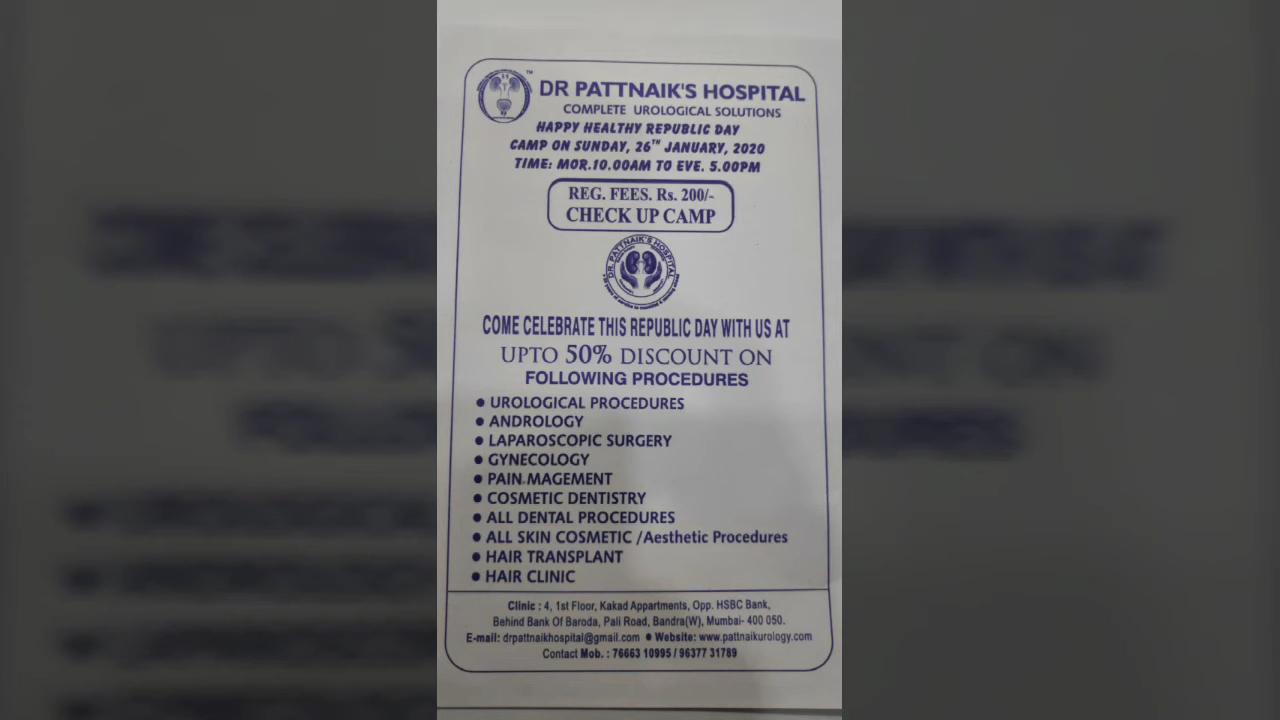 DR PATTNAIK'S HOSPITAL
COMPLETE UROLOGICAL SOLUTIONS
HAPPY HEALTHY REPUBLIC DAY
CAMP ON SUNDAY, 26TH JANUARY, 2020
TIME: MOR.10.00AM TO EVE. 5.00PM
REG. FEES. Rs. 200/-
CHECK UP CAMP
DR. PATTNAIK'S HOSPITAL
COME CELEBRATE THIS REPUBLIC DAY WITH US AT
UPTO 50% DISCOUNT ON
FOLLOWING PROCEDURES
• UROLOGICAL PROCEDURES
• ANDROLOGY
• LAPAROSCOPIC SURGERY
• GYNECOLOGY
• PAIN MAGEMENT
• COSMETIC DENTISTRY
• ALL DENTAL PROCEDURES
• ALL SKIN COSMETIC /Aesthetic Procedures
• HAIR TRANSPLANT
• HAIR CLINIC
Clinic : 4, 1st Floor, Kakad Appartments, Opp. HSBC Bank,
Behind Bank Of Baroda, Pali Road, Bandra(W), Mumbai- 400 050.
E-mail: drpattnaikhospital@gmail.com • Website: www.pattnaikurology.com
Contact Mob. : 76663 10995 / 96377 31789